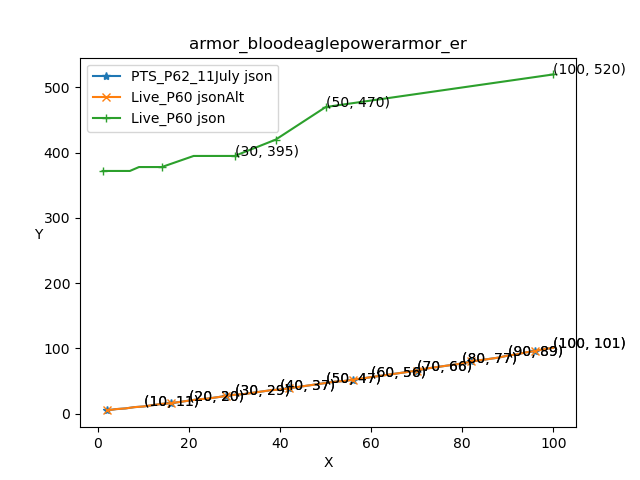 armor_bloodeaglepowerarmor_er
PTS_P62_11July json
Live_P60 jsonAlt
Live_P60 json
500
400
300
200
100
0
Y
(100, 520)
(50, 470)
(30, 395)
(100, 101)
(90, 89)
(80, 77)
(70, 66)
(60, 56)
(50, 47)
(40, 37)
(30, 29)
(20, 20)
(10, 11)
0 20 40 60 80 100
X